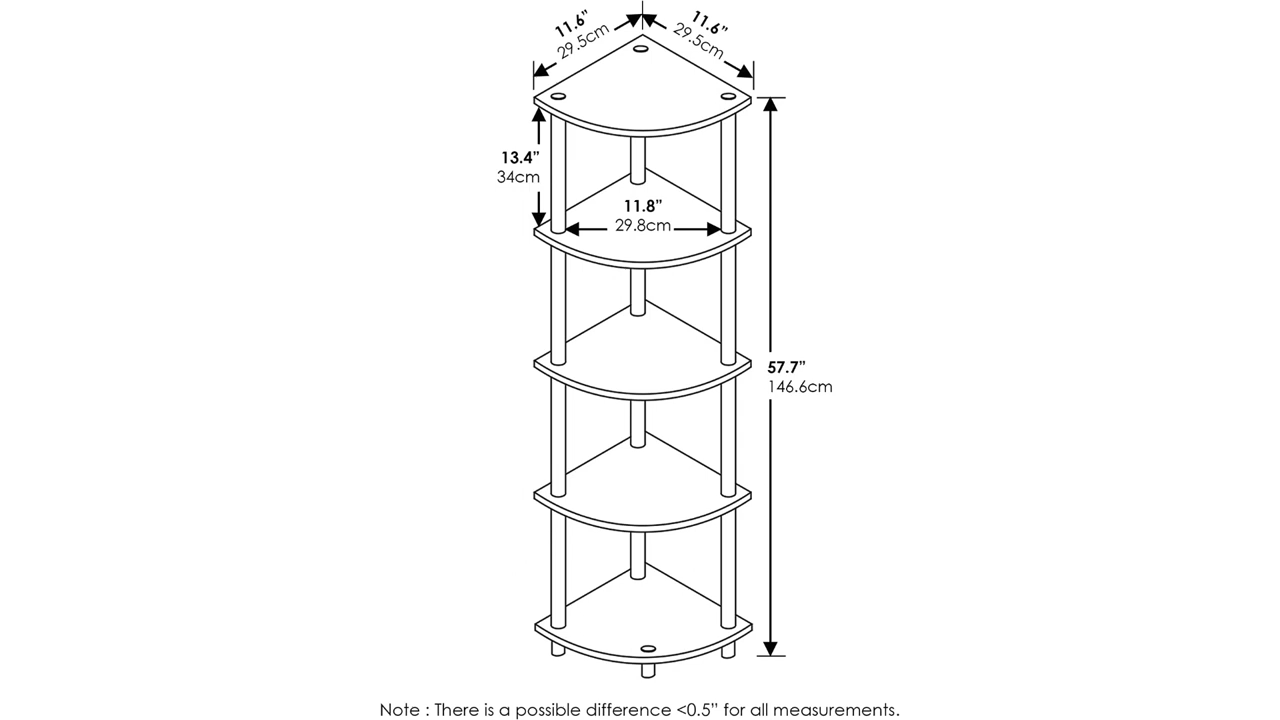 11.6”
29.5cm
11.6”
29.5cm
13.4”
34cm
11.8”
29.8cm
57.7”
146.6cm
Note : There is a possible difference <0.5” for all measurements.